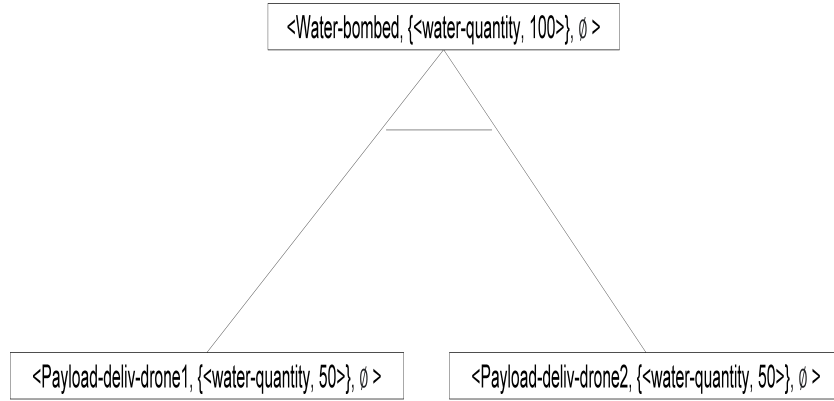 <Water-bombed, {<water-quantity, 100>}, ∅ >
<Payload-deliv-drone1, {<water-quantity, 50>}, ∅ >
<Payload-deliv-drone2, {<water-quantity, 50>}, ∅ >